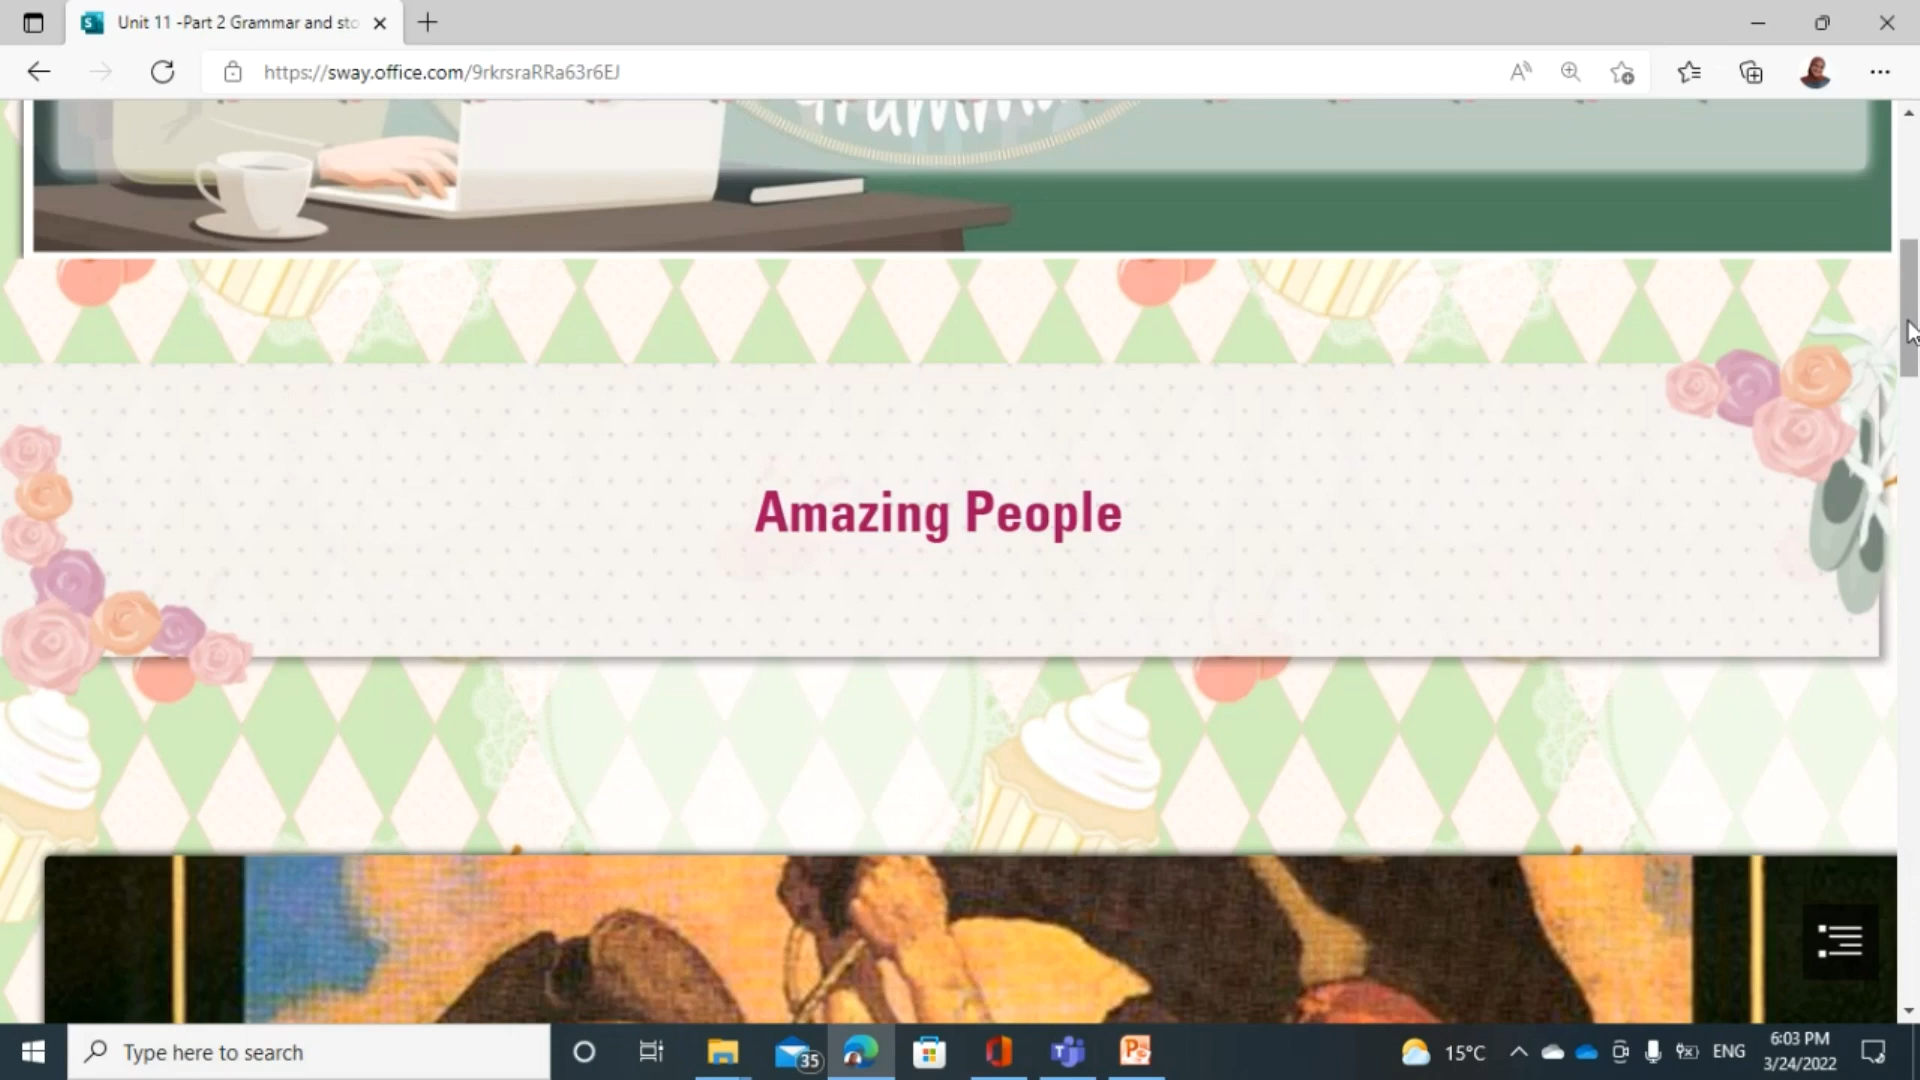 Unit 11 -Part 2 Grammar and sto
https://sway.office.com/9rkrsraRRa63r6EJ
Amazing People
Type here to search
35
15°C
ENG
6:03 PM
3/24/2022